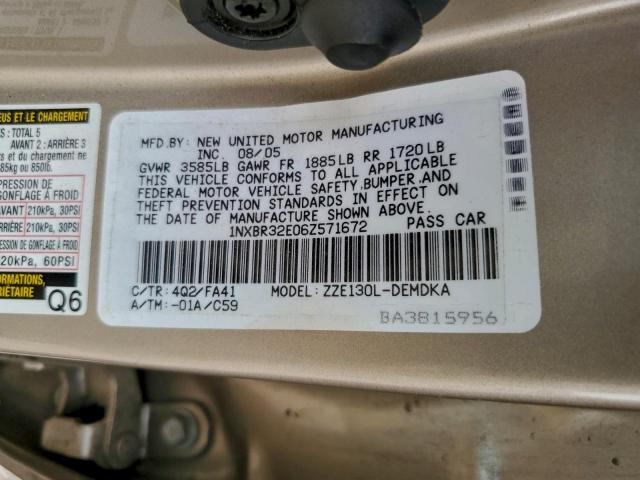 EUS ET LE CHARGEMENT
S : TOTAL 5
AVANT 2 : ARRIÈRE 3
s et du chargement ne
85kg ou 850lb.
PRESSION DE
GONFLAGE À FROID
AVANT 210kPa, 30PSI
ARRIÈRE 210kPa, 30PSI
PRESSION DE GONFLAGE À FROID
20kPa, 60PSI
FORMATIONS,
RIÉTAIRE
Q6
MFD.BY: NEW UNITED MOTOR MANUFACTURING
INC. 08/05
GVWR 3585LB GAWR FR 1885LB RR 1720LB
THIS VEHICLE CONFORMS TO ALL APPLICABLE
FEDERAL MOTOR VEHICLE SAFETY,BUMPER,AND
THEFT PREVENTION STANDARDS IN EFFECT ON
THE DATE OF MANUFACTURE SHOWN ABOVE.
1NXBR32E06Z571672 PASS CAR
C/TR: 4Q2/FA41 MODEL: ZZE130L-DEMDKA
A/TM: -01A/C59
BA3815956